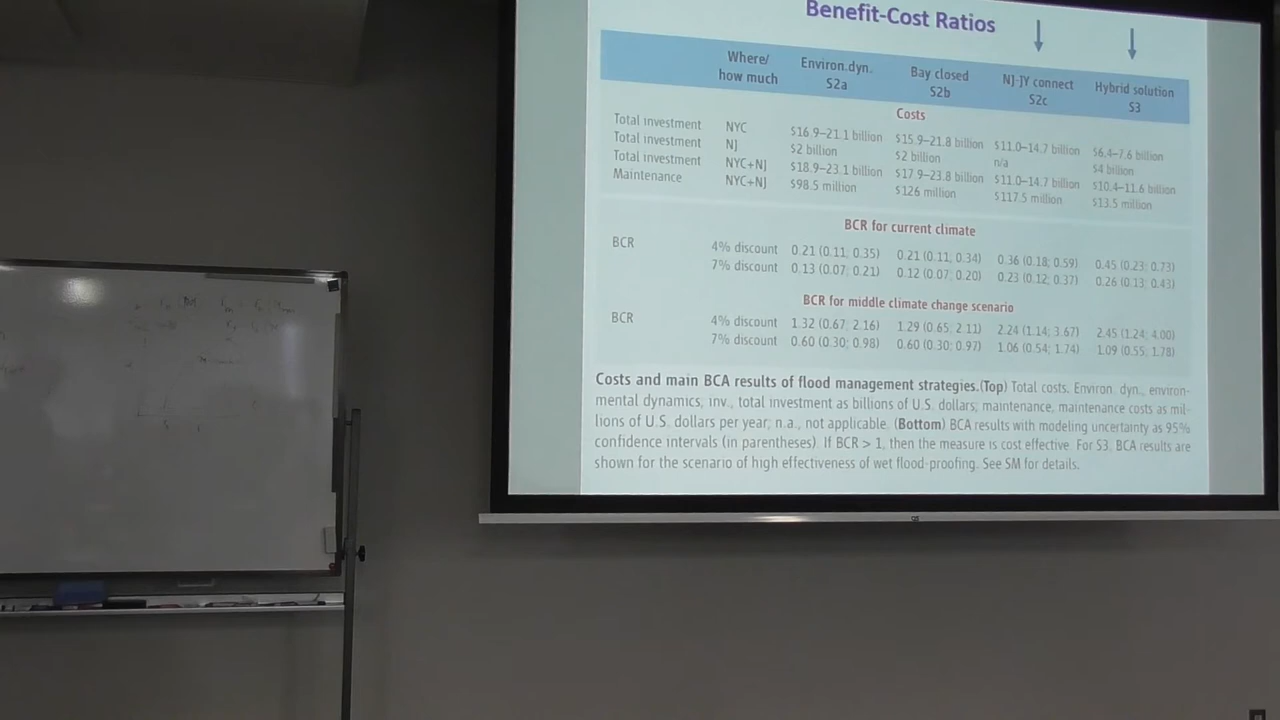 Benefit-Cost Ratios
Where/ how much Environ.dyn. S2a Bay closed S2b NJ-JY connect S2c Hybrid solution S3
Costs
Total investment NYC $16.9–21.1 billion $15.9–21.8 billion $11.0–14.7 billion $6.4–7.6 billion
Total investment NJ $2 billion $2 billion n/a $4 billion
Total investment NYC+NJ $18.9–23.1 billion $17.9–23.8 billion $11.0–14.7 billion $10.4–11.6 billion
Maintenance NYC+NJ $98.5 million $126 million $117.5 million $13.5 million
BCR for current climate
BCR 4% discount 0.21 (0.11; 0.35) 0.21 (0.11; 0.34) 0.36 (0.18; 0.59) 0.45 (0.23; 0.73)
7% discount 0.13 (0.07; 0.21) 0.12 (0.07; 0.20) 0.23 (0.12; 0.37) 0.26 (0.13; 0.43)
BCR for middle climate change scenario
BCR 4% discount 1.32 (0.67; 2.16) 1.29 (0.65; 2.11) 2.24 (1.14; 3.67) 2.45 (1.24; 4.00)
7% discount 0.60 (0.30; 0.98) 0.60 (0.30; 0.97) 1.06 (0.54; 1.74) 1.09 (0.55; 1.78)
Costs and main BCA results of flood management strategies. (Top) Total costs. Environ. dyn., environ-
mental dynamics; inv., total investment as billions of U.S. dollars; maintenance, maintenance costs as mil-
lions of U.S. dollars per year; n.a., not applicable. (Bottom) BCA results with modeling uncertainty as 95%
confidence intervals (in parentheses). If BCR > 1, then the measure is cost effective. For S3, BCA results are
shown for the scenario of high effectiveness of wet flood-proofing. See SM for details.